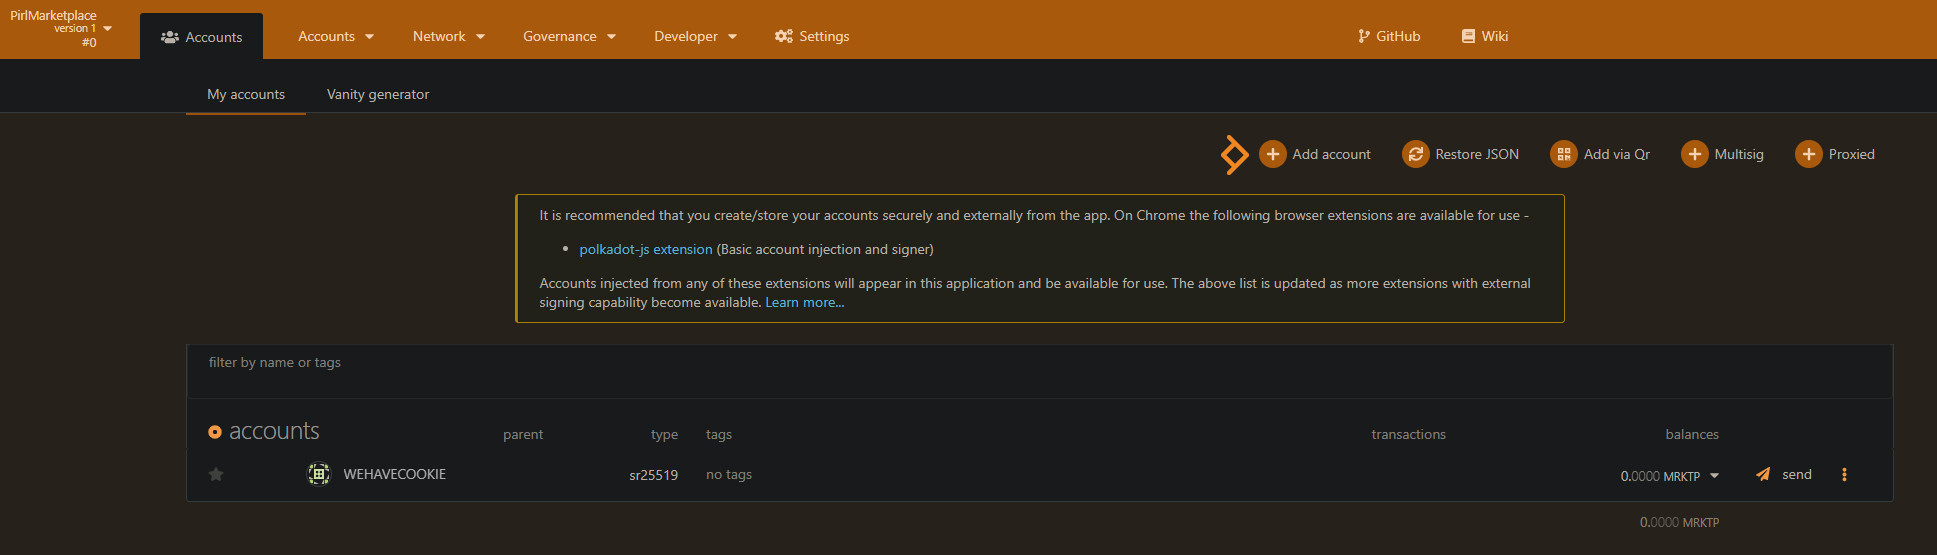 PirlMarketplace
version 1
#0
Accounts
Accounts
Network
Governance
Developer
Settings
GitHub
Wiki
My accounts
Vanity generator
Add account
Restore JSON
Add via Qr
Multisig
Proxied
It is recommended that you create/store your accounts securely and externally from the app. On Chrome the following browser extensions are available for use -
• polkadot-js extension (Basic account injection and signer)
Accounts injected from any of these extensions will appear in this application and be available for use. The above list is updated as more extensions with external
signing capability become available. Learn more...
filter by name or tags
accounts
parent
type
tags
transactions
balances
WEHAVECOOKIE
sr25519
no tags
0.0000 MRKTP
send
0.0000 MRKTP